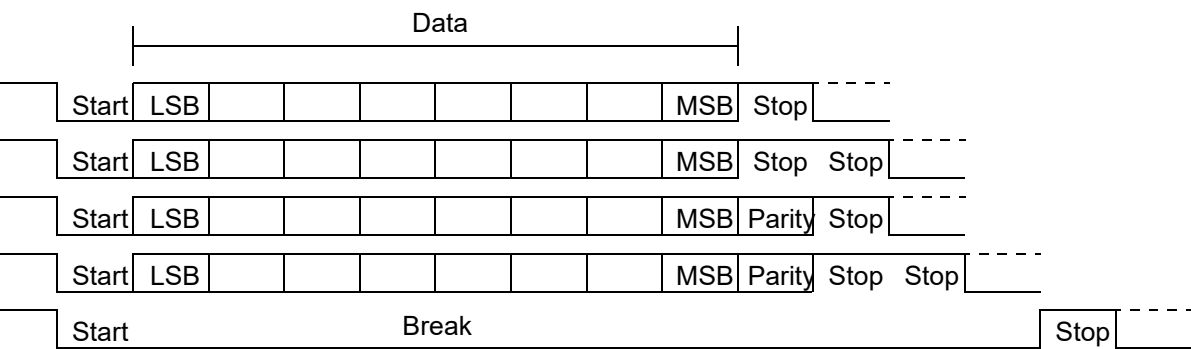 Data
Start LSB MSB Stop
Start LSB MSB Stop Stop
Start LSB MSB Parity Stop
Start LSB MSB Parity Stop Stop
Start Break Stop